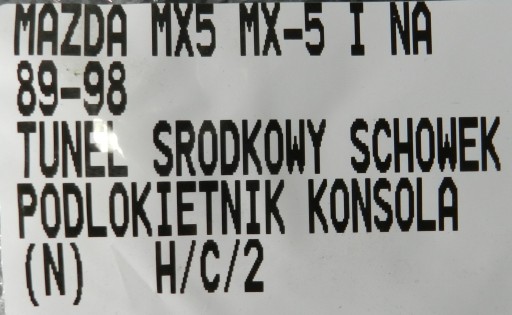 MAZDA MX5 MX-5 I NA
89-98
TUNEL SRODKOWY SCHOWEK
PODLOKIETNIK KONSOLA
(N) H/C/2